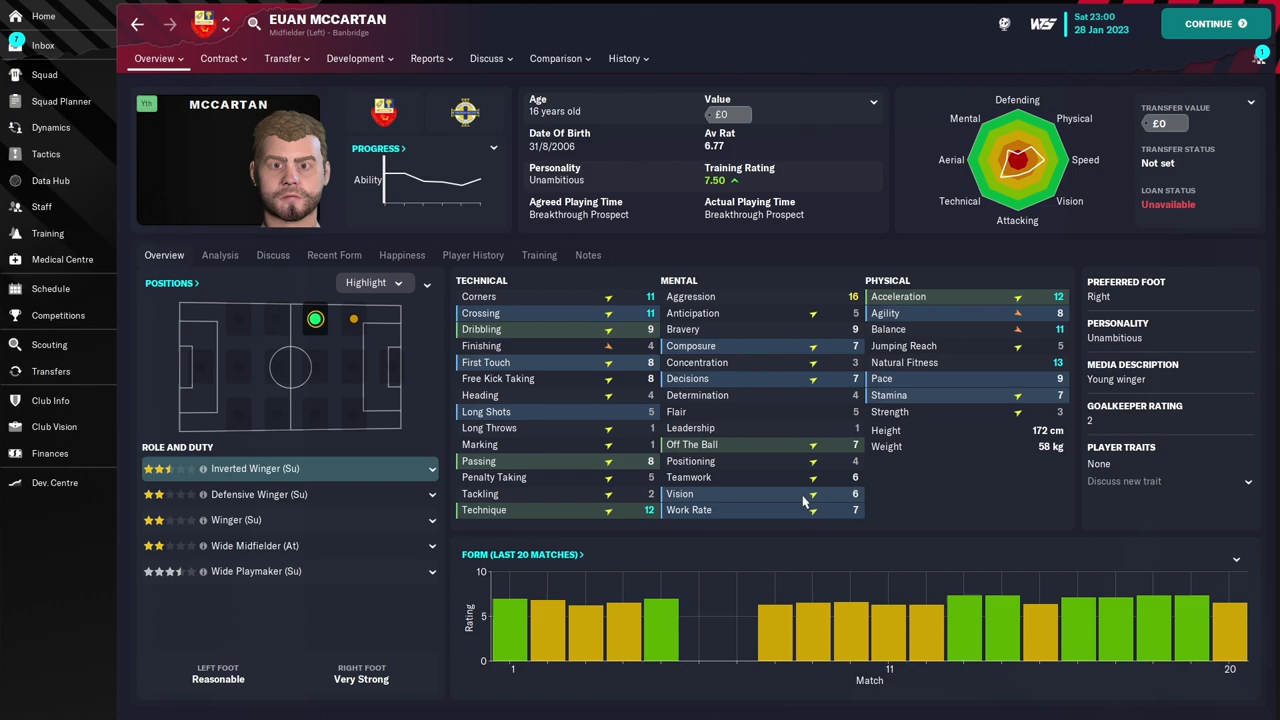 Home
7
Inbox
Squad
Squad Planner
Dynamics
Tactics
Data Hub
Staff
Training
Medical Centre
Schedule
Competitions
Scouting
Transfers
Club Info
Club Vision
Finances
Dev. Centre
EUAN MCCARTAN
Midfielder (Left) - Banbridge
Sat 23:00
28 Jan 2023
CONTINUE
1
Overview
Contract
Transfer
Development
Reports
Discuss
Comparison
History
Yth
MCCARTAN
PROGRESS >
Ability
Age
16 years old
Date Of Birth
31/8/2006
Personality
Unambitious
Agreed Playing Time
Breakthrough Prospect
Value
£0
Av Rat
6.77
Training Rating
7.50
Actual Playing Time
Breakthrough Prospect
Defending
Physical
Speed
Vision
Attacking
Technical
Aerial
Mental
TRANSFER VALUE
£0
TRANSFER STATUS
Not set
LOAN STATUS
Unavailable
Overview
Analysis
Discuss
Recent Form
Happiness
Player History
Training
Notes
POSITIONS >
Highlight
ROLE AND DUTY
Inverted Winger (Su)
Defensive Winger (Su)
Winger (Su)
Wide Midfielder (At)
Wide Playmaker (Su)
LEFT FOOT
Reasonable
RIGHT FOOT
Very Strong
TECHNICAL
Corners 11
Crossing 11
Dribbling 9
Finishing 4
First Touch 8
Free Kick Taking 8
Heading 4
Long Shots 5
Long Throws 1
Marking 1
Passing 8
Penalty Taking 5
Tackling 2
Technique 12
MENTAL
Aggression 16
Anticipation 5
Bravery 9
Composure 7
Concentration 3
Decisions 7
Determination 4
Flair 5
Leadership 1
Off The Ball 7
Positioning 4
Teamwork 6
Vision 6
Work Rate 7
PHYSICAL
Acceleration 12
Agility 8
Balance 11
Jumping Reach 5
Natural Fitness 13
Pace 9
Stamina 7
Strength 3
Height 172 cm
Weight 58 kg
PREFERRED FOOT
Right
PERSONALITY
Unambitious
MEDIA DESCRIPTION
Young winger
GOALKEEPER RATING
2
PLAYER TRAITS
None
Discuss new trait
FORM (LAST 20 MATCHES) >
10
5
0
Rating
1
11
20
Match